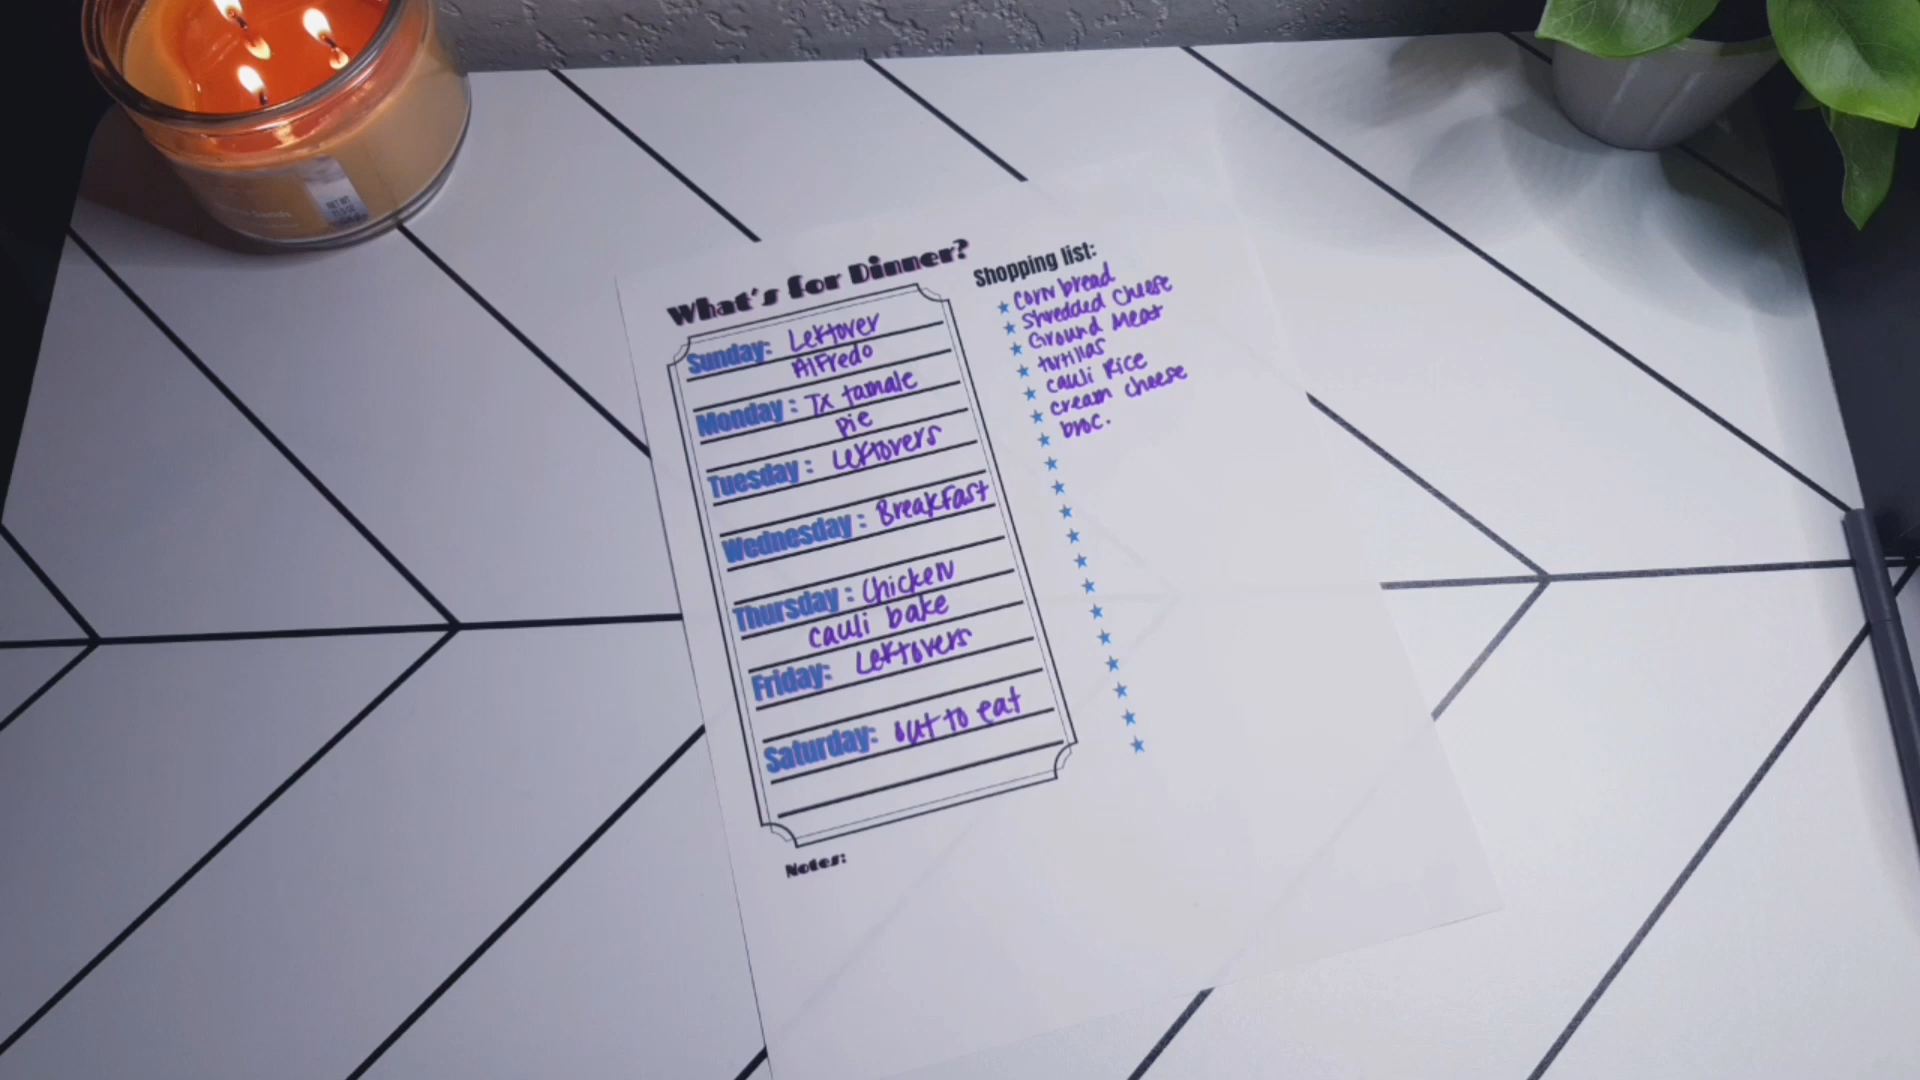 What's for Dinner?
Sunday: Leftover
Alfredo
Monday: Tx tamale
pie
Tuesday: Leftovers
Wednesday: Breakfast
Thursday: Chicken
cauli bake
Friday: Leftovers
Saturday: out to eat
Notes:
Shopping list:
corn bread
Shredded Cheese
Ground Meat
tortillas
cauli Rice
cream cheese
broc.
NET WT